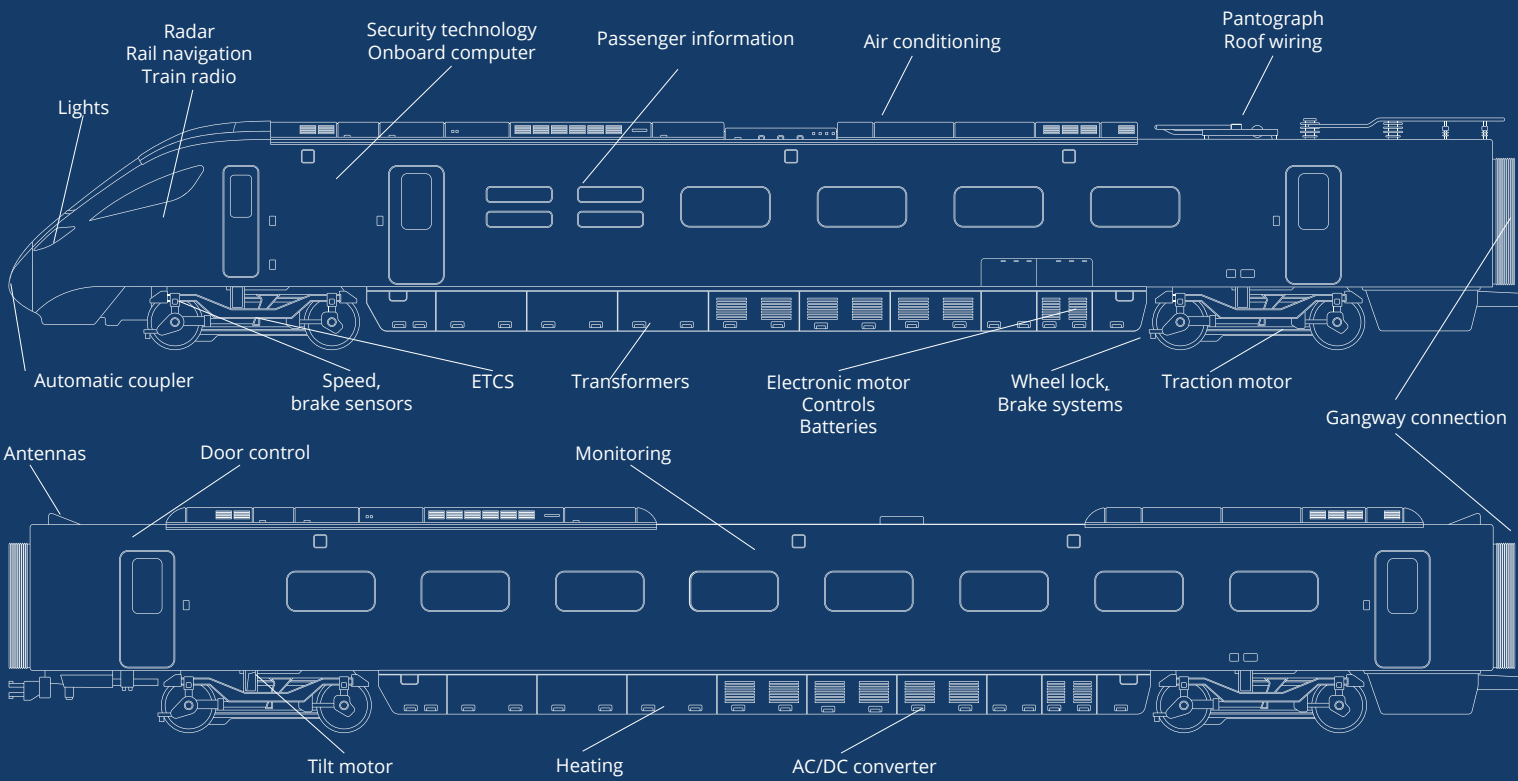 Radar
Rail navigation
Train radio
Security technology
Onboard computer
Passenger information
Air conditioning
Pantograph
Roof wiring
Lights
Automatic coupler
Speed,
brake sensors
ETCS
Transformers
Electronic motor
Controls
Batteries
Wheel lock,
Brake systems
Traction motor
Gangway connection
Antennas
Door control
Monitoring
Tilt motor
Heating
AC/DC converter